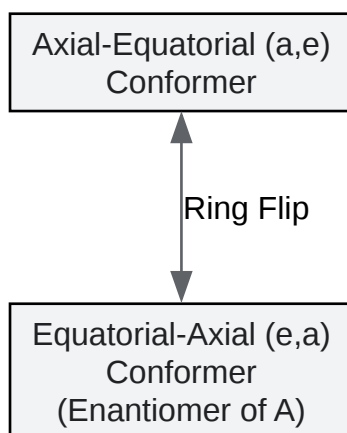 Axial-Equatorial (a,e)
Conformer
Ring Flip
Equatorial-Axial (e,a)
Conformer
(Enantiomer of A)